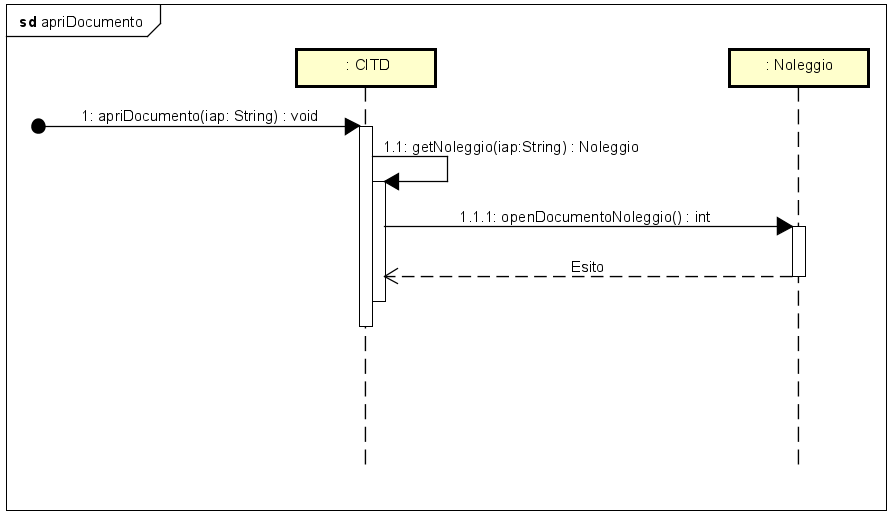 sd apriDocumento
: CITD
: Noleggio
1: apriDocumento(iap: String) : void
1.1: getNoleggio(iap:String) : Noleggio
1.1.1: openDocumentoNoleggio() : int
Esito